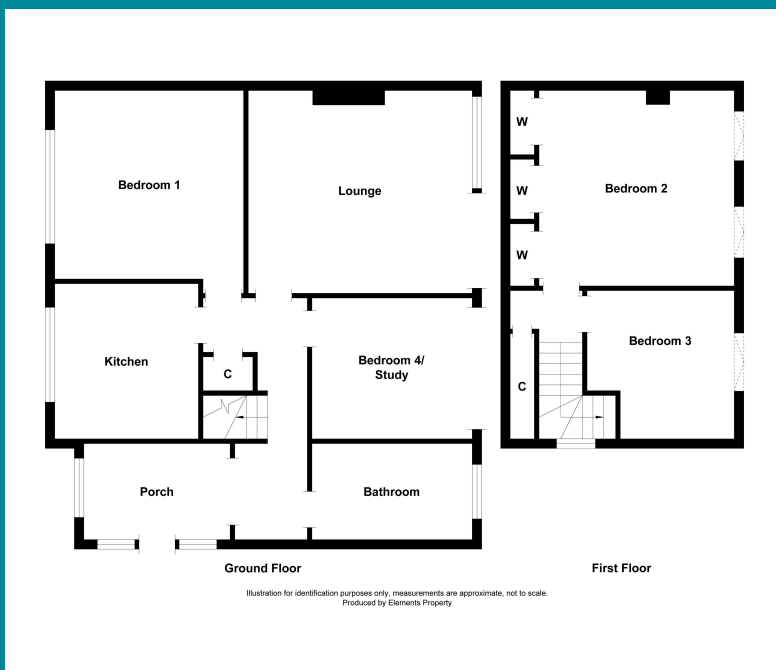 Bedroom 1
Lounge
W
W
W
Bedroom 2
Kitchen
C
Bedroom 4/
Study
Bedroom 3
C
Porch
Bathroom
Ground Floor
First Floor
Illustration for identification purposes only, measurements are approximate, not to scale.
Produced by Elements Property